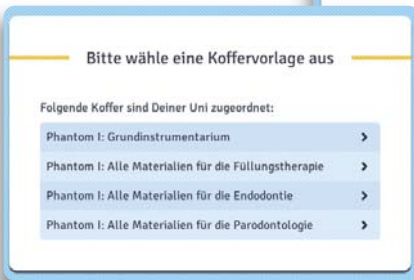 Bitte wähle eine Koffervorlage aus
Folgende Koffer sind Deiner Uni zugeordnet:
Phantom I: Grundinstrumentarium
Phantom I: Alle Materialien für die Füllungstherapie
Phantom I: Alle Materialien für die Endodontie
Phantom I: Alle Materialien für die Parodontologie